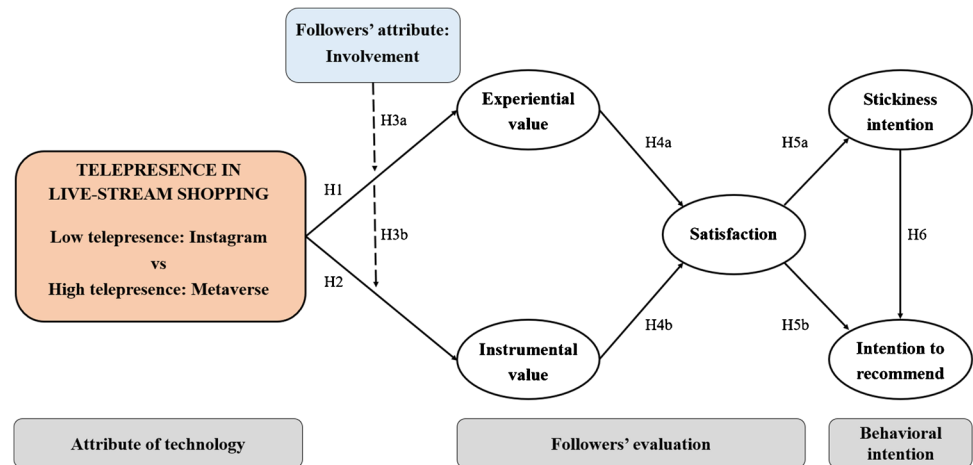 Followers' attribute:
Involvement
H3a
Experiential
value
Stickiness
intention
H4a
H5a
TELEPRESENCE IN
LIVE-STREAM SHOPPING
Low telepresence: Instagram
vs
High telepresence: Metaverse
H1
H3b
H2
Satisfaction
H6
H4b
H5b
Instrumental
value
Intention to
recommend
Attribute of technology
Followers' evaluation
Behavioral
intention